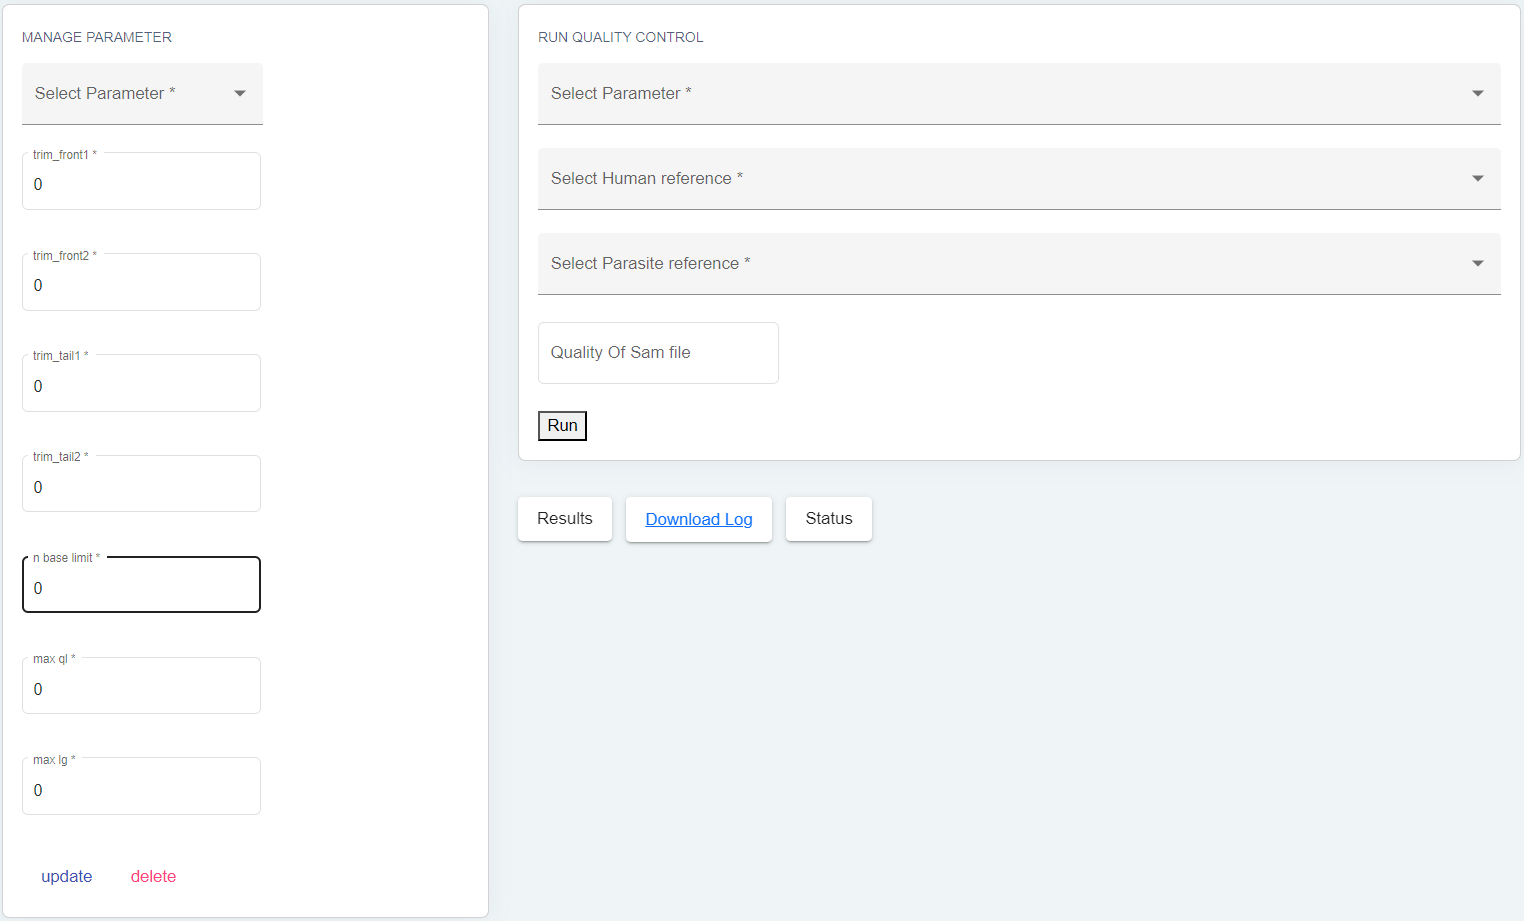 MANAGE PARAMETER
Select Parameter *
trim_front1 *
0
trim_front2 *
0
trim_tail1 *
0
trim_tail2 *
0
n base limit *
0
max ql *
0
max lg *
0
update delete
RUN QUALITY CONTROL
Select Parameter *
Select Human reference *
Select Parasite reference *
Quality Of Sam file
Run
Results Download Log Status